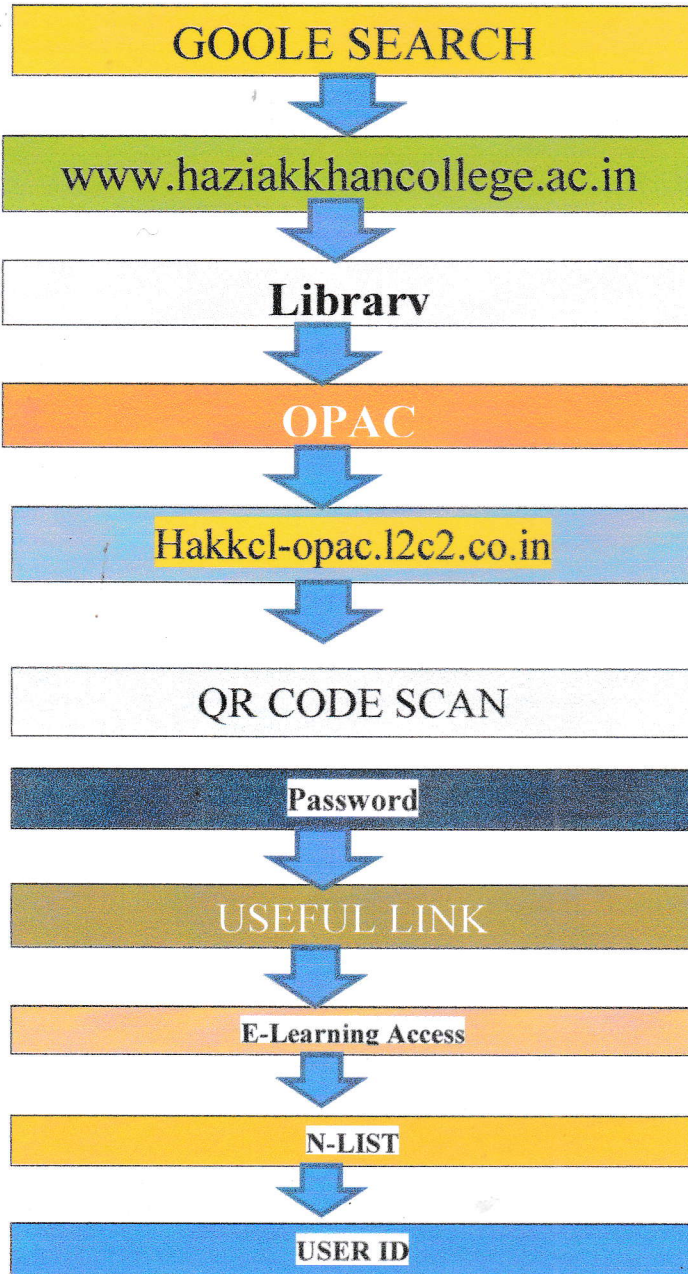 GOOLE SEARCH
www.haziakkhancollege.ac.in
Library
OPAC
Hakkcl-opac.l2c2.co.in
QR CODE SCAN
Password
USEFUL LINK
E-Learning Access
N-LIST
USER ID